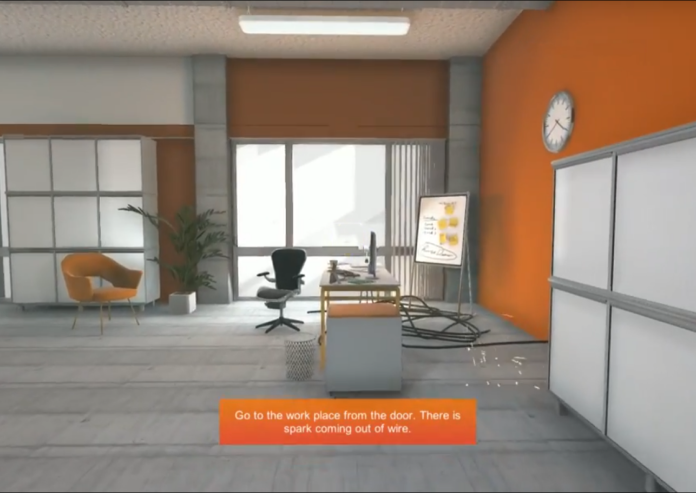 Go to the work place from the door. There is
spark coming out of wire.